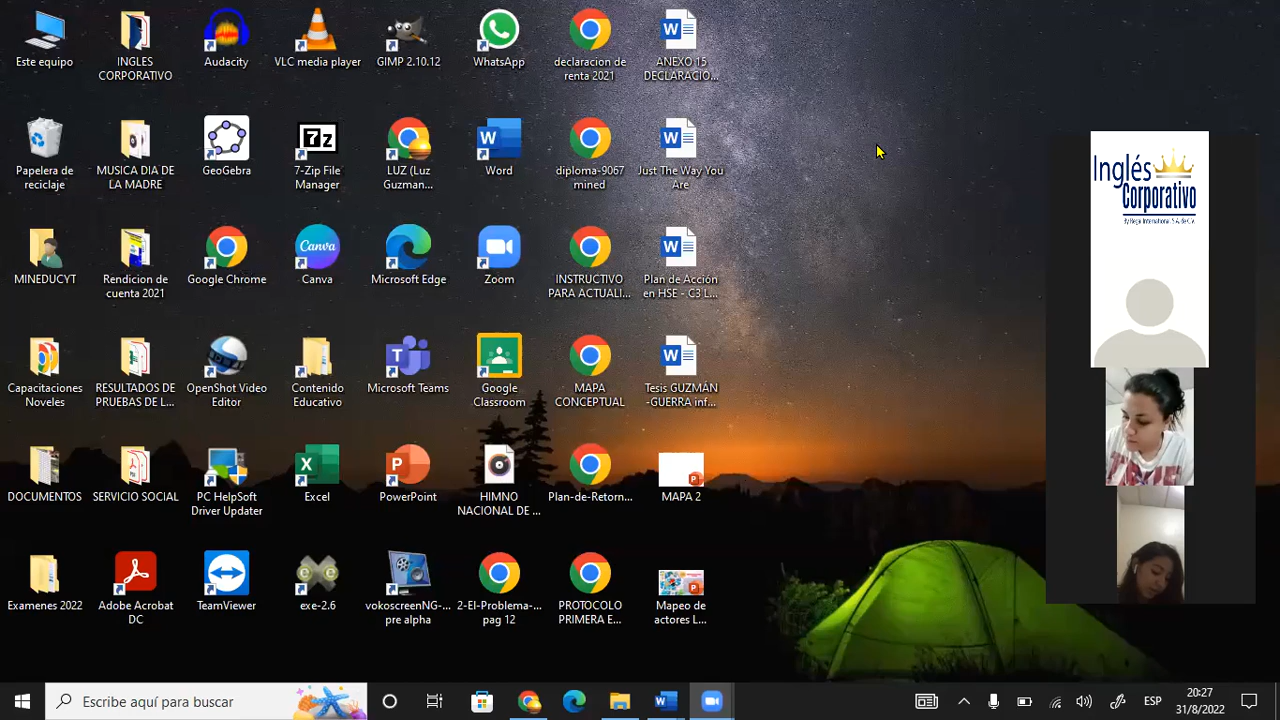 Este equipo
INGLES
CORPORATIVO
Audacity
VLC media player
GIMP 2.10.12
WhatsApp
declaracion de
renta 2021
ANEXO 15
DECLARACIO...
Papelera de
reciclaje
MUSICA DIA DE
LA MADRE
GeoGebra
7z
7-Zip File
Manager
LUZ (Luz
Guzman...
W
Word
diploma-9067
mined
Just The Way You
Are
MINEDUCYT
Rendicion de
cuenta 2021
Google Chrome
Canva
Canva
Microsoft Edge
Zoom
INSTRUCTIVO
PARA ACTUALI...
Plan de Acción
en HSE - C3 L...
Capacitaciones
Noveles
RESULTADOS DE
PRUEBAS DE L...
OpenShot Video
Editor
Contenido
Educativo
Microsoft Teams
Google
Classroom
MAPA
CONCEPTUAL
Tesis GUZMÁN
-GUERRA inf...
DOCUMENTOS
SERVICIO SOCIAL
PC HelpSoft
Driver Updater
Excel
PowerPoint
HIMNO
NACIONAL DE ...
Plan-de-Retorn...
MAPA 2
Examenes 2022
Adobe Acrobat
DC
TeamViewer
exe-2.6
vokoscreenNG-...
pre alpha
2-El-Problema-...
pag 12
PROTOCOLO
PRIMERA E...
Mapeo de
actores L...
Inglés
Corporativo
Escribe aquí para buscar
ESP
20:27
31/8/2022